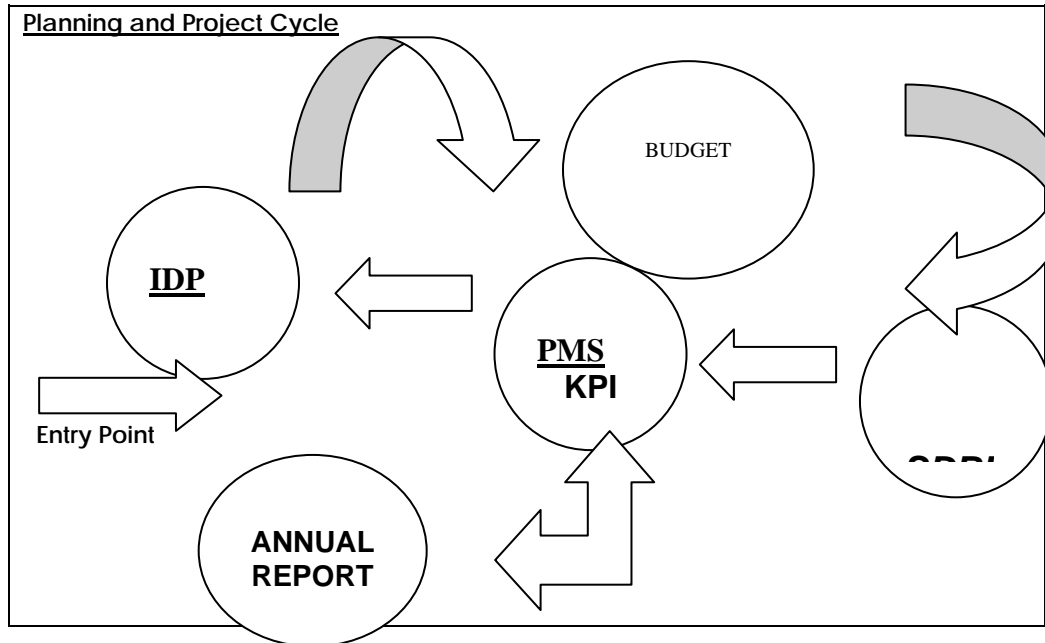 Planning and Project Cycle
BUDGET
IDP
PMS
KPI
Entry Point
ANNUAL
REPORT